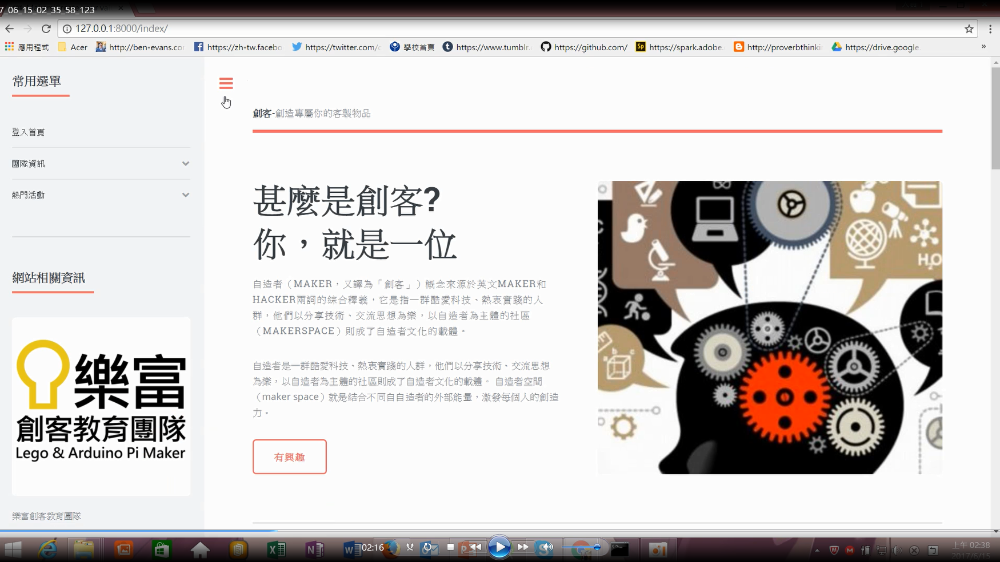 7_06_15_02_35_58_123
127.0.0.1:8000/index/
應用程式
Acer
http://ben-evans.cor
https://zh-tw.facebo
https://twitter.com/
學校首頁
https://www.tumblr.
https://github.com/
Sp
https://spark.adobe.
http://proverbthinki
https://drive.google.
»
常用選單
登入首頁
團隊資訊
熱門活動
網站相關資訊
樂富
創客教育團隊
Lego & Arduino Pi Maker
樂富創客教育團隊
創客-創造專屬你的客製物品
甚麼是創客?
你，就是一位
自造者（MAKER，又譯為「創客」）概念來源於英文MAKER和
HACKER兩詞的綜合釋義，它是指一群酷愛科技、熱衷實踐的人
群，他們以分享技術、交流思想為樂，以自造者為主體的社區
（MAKERSPACE）則成了自造者文化的載體。
自造者是一群酷愛科技、熱衷實踐的人群，他們以分享技術、交流思想
為樂，以自造者為主體的社區則成了自造者文化的載體。 自造者空間
（maker space）就是結合不同自自造者的外部能量，激發每個人的創造
力。
有興趣
H₂O
a b c
02:16
上午 02:38
2017/6/15